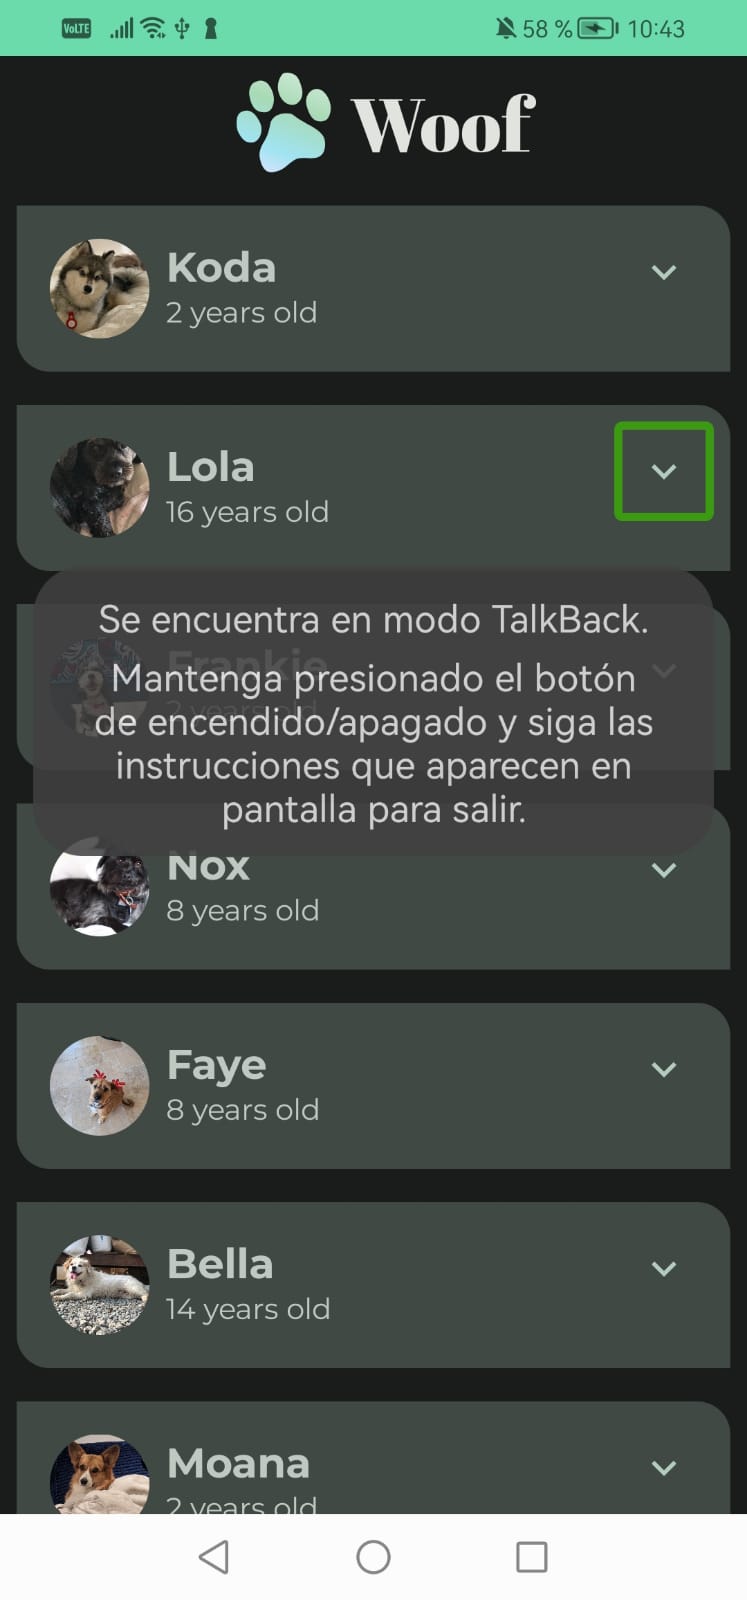 VoLTE 58 % 10:43
Woof
Koda
2 years old
Lola
16 years old
Se encuentra en modo TalkBack.
Frankie
Mantenga presionado el botón
2 years old
de encendido/apagado y siga las
instrucciones que aparecen en
pantalla para salir.
Nox
8 years old
Faye
8 years old
Bella
14 years old
Moana
2 years old